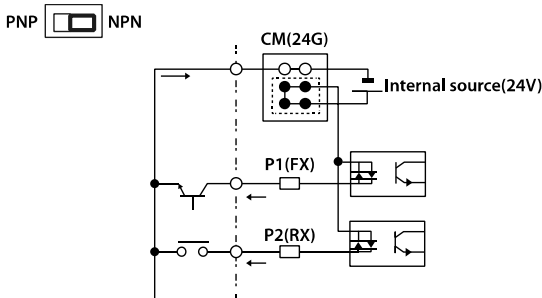 PNP NPN
CM(24G)
Internal source(24V)
P1(FX)
P2(RX)